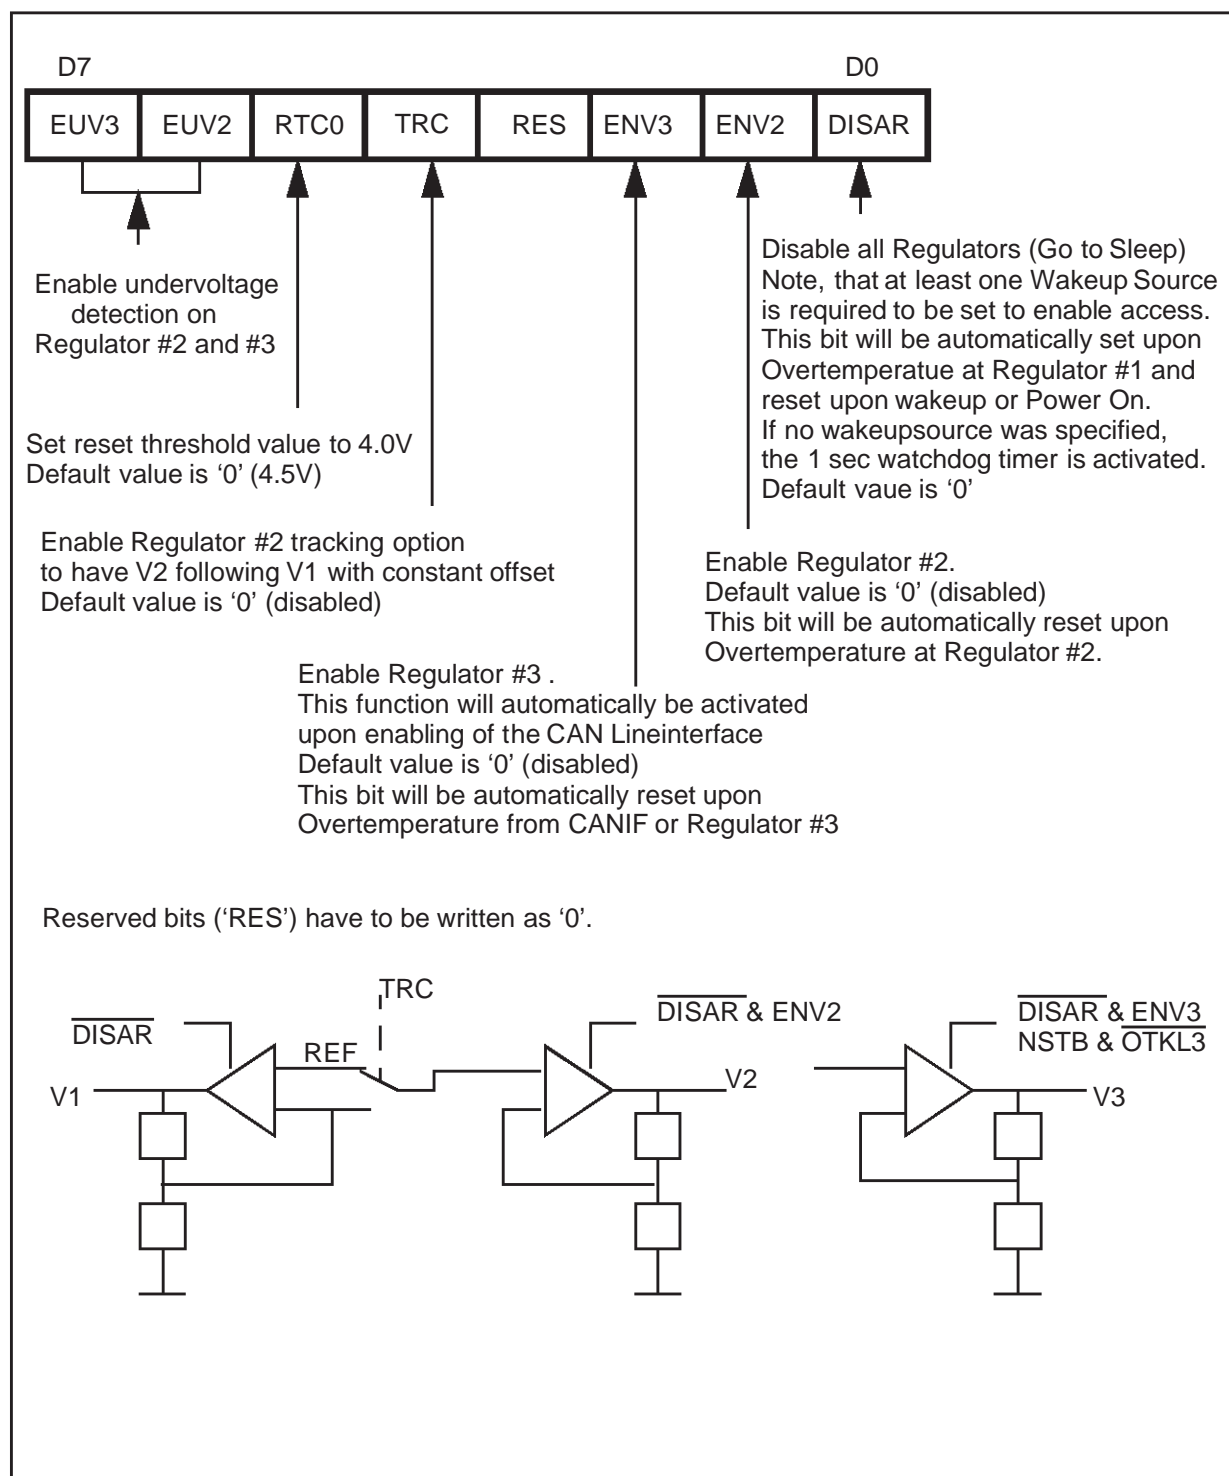 D7 D0
EUV3 EUV2 RTC0 TRC RES ENV3 ENV2 DISAR
Enable undervoltage
detection on
Regulator #2 and #3
Disable all Regulators (Go to Sleep)
Note, that at least one Wakeup Source
is required to be set to enable access.
This bit will be automatically set upon
Overtemperatue at Regulator #1 and
reset upon wakeup or Power On.
If no wakeupsource was specified,
the 1 sec watchdog timer is activated.
Default vaue is ‘0’
Set reset threshold value to 4.0V
Default value is ‘0’ (4.5V)
Enable Regulator #2 tracking option
to have V2 following V1 with constant offset
Default value is ‘0’ (disabled)
Enable Regulator #2.
Default value is ‘0’ (disabled)
This bit will be automatically reset upon
Overtemperature at Regulator #2.
Enable Regulator #3 .
This function will automatically be activated
upon enabling of the CAN Lineinterface
Default value is ‘0’ (disabled)
This bit will be automatically reset upon
Overtemperature from CANIF or Regulator #3
Reserved bits (‘RES’) have to be written as ‘0’.
TRC
DISAR
REF
V1
DISAR & ENV2
V2
DISAR & ENV3
NSTB & OTKL3
V3